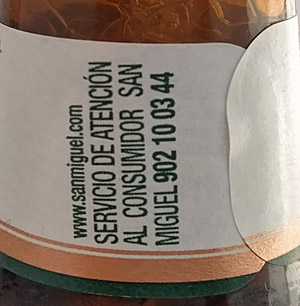 www.sanmiguel.com
SERVICIO DE ATENCIÓN
AL CONSUMIDOR SAN
MIGUEL 902 10 03 44